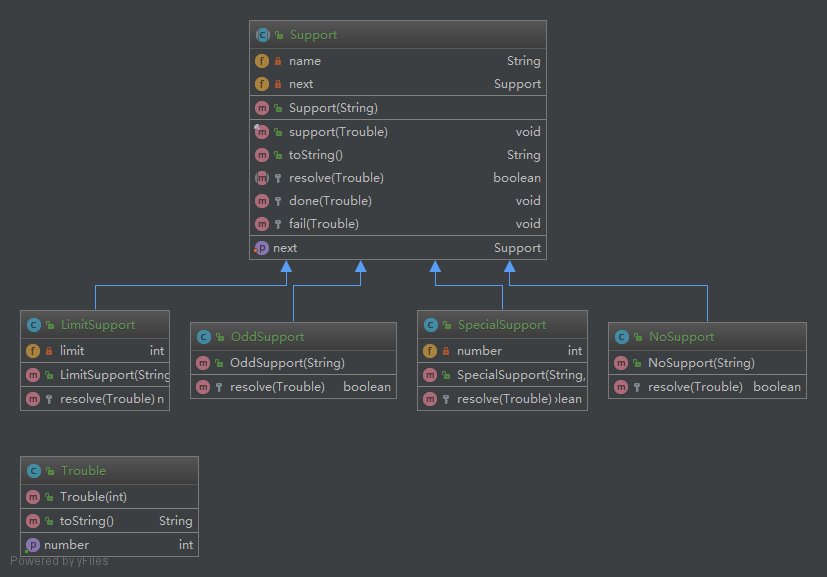 Support
name String
next Support
Support(String)
support(Trouble) void
toString() String
resolve(Trouble) boolean
done(Trouble) void
fail(Trouble) void
next Support
LimitSupport
limit int
LimitSupport(String
resolve(Trouble) n
OddSupport
OddSupport(String)
resolve(Trouble) boolean
SpecialSupport
number int
SpecialSupport(String,
resolve(Trouble) lean
NoSupport
NoSupport(String)
resolve(Trouble) boolean
Trouble
Trouble(int)
toString() String
number int
Powered by yFiles